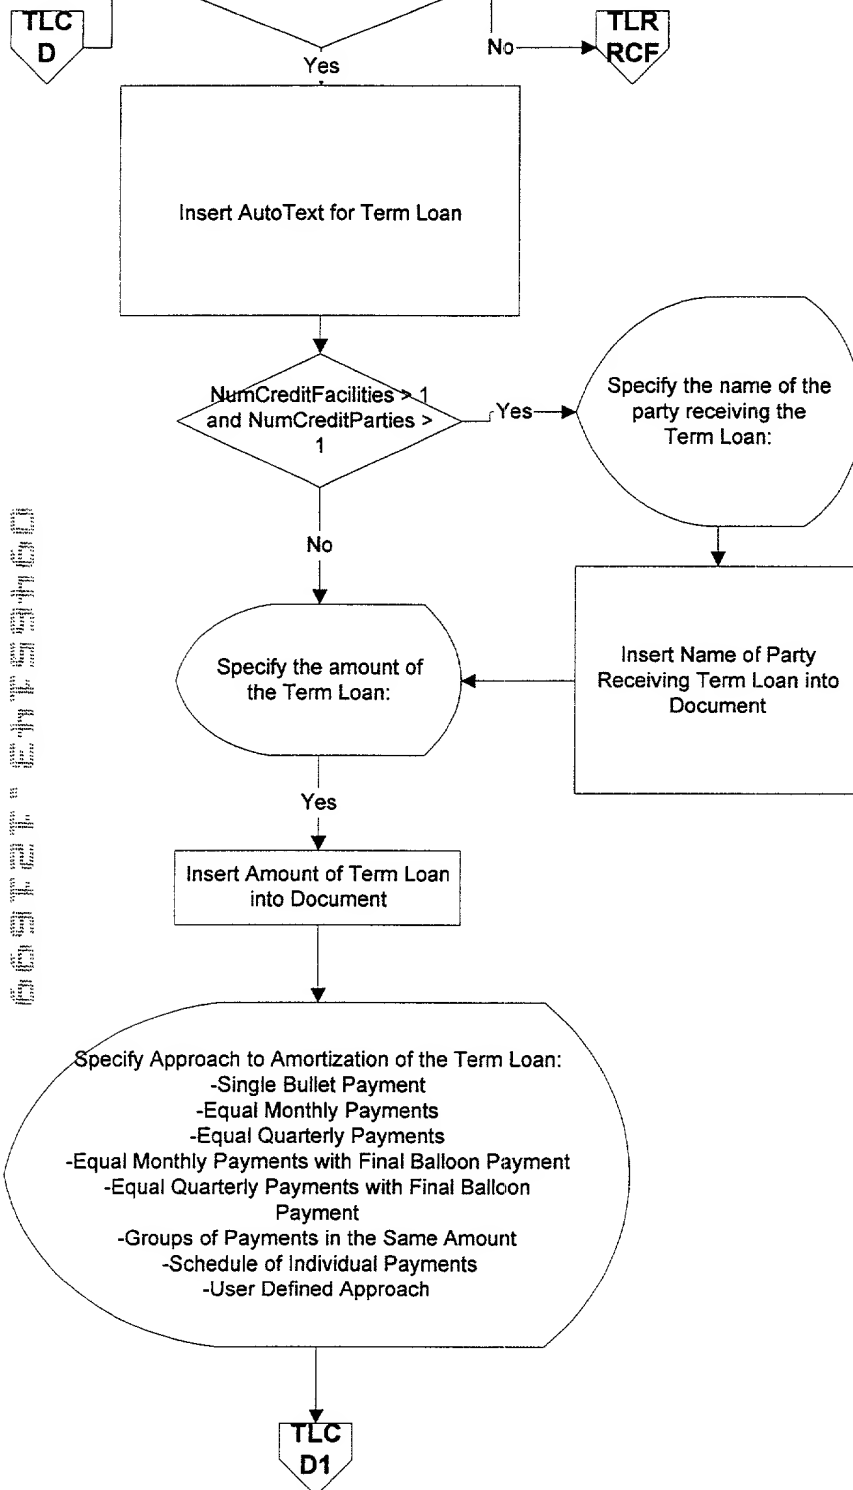 TLC
D
TLR
RCF
No
Yes
Insert AutoText for Term Loan
NumCreditFacilities > 1
and NumCreditParties >
1
Yes
Specify the name of the
party receiving the
Term Loan:
No
Specify the amount of
the Term Loan:
Insert Name of Party
Receiving Term Loan into
Document
Yes
Insert Amount of Term Loan
into Document
Specify Approach to Amortization of the Term Loan:
-Single Bullet Payment
-Equal Monthly Payments
-Equal Quarterly Payments
-Equal Monthly Payments with Final Balloon Payment
-Equal Quarterly Payments with Final Balloon
Payment
-Groups of Payments in the Same Amount
-Schedule of Individual Payments
-User Defined Approach
TLC
D1